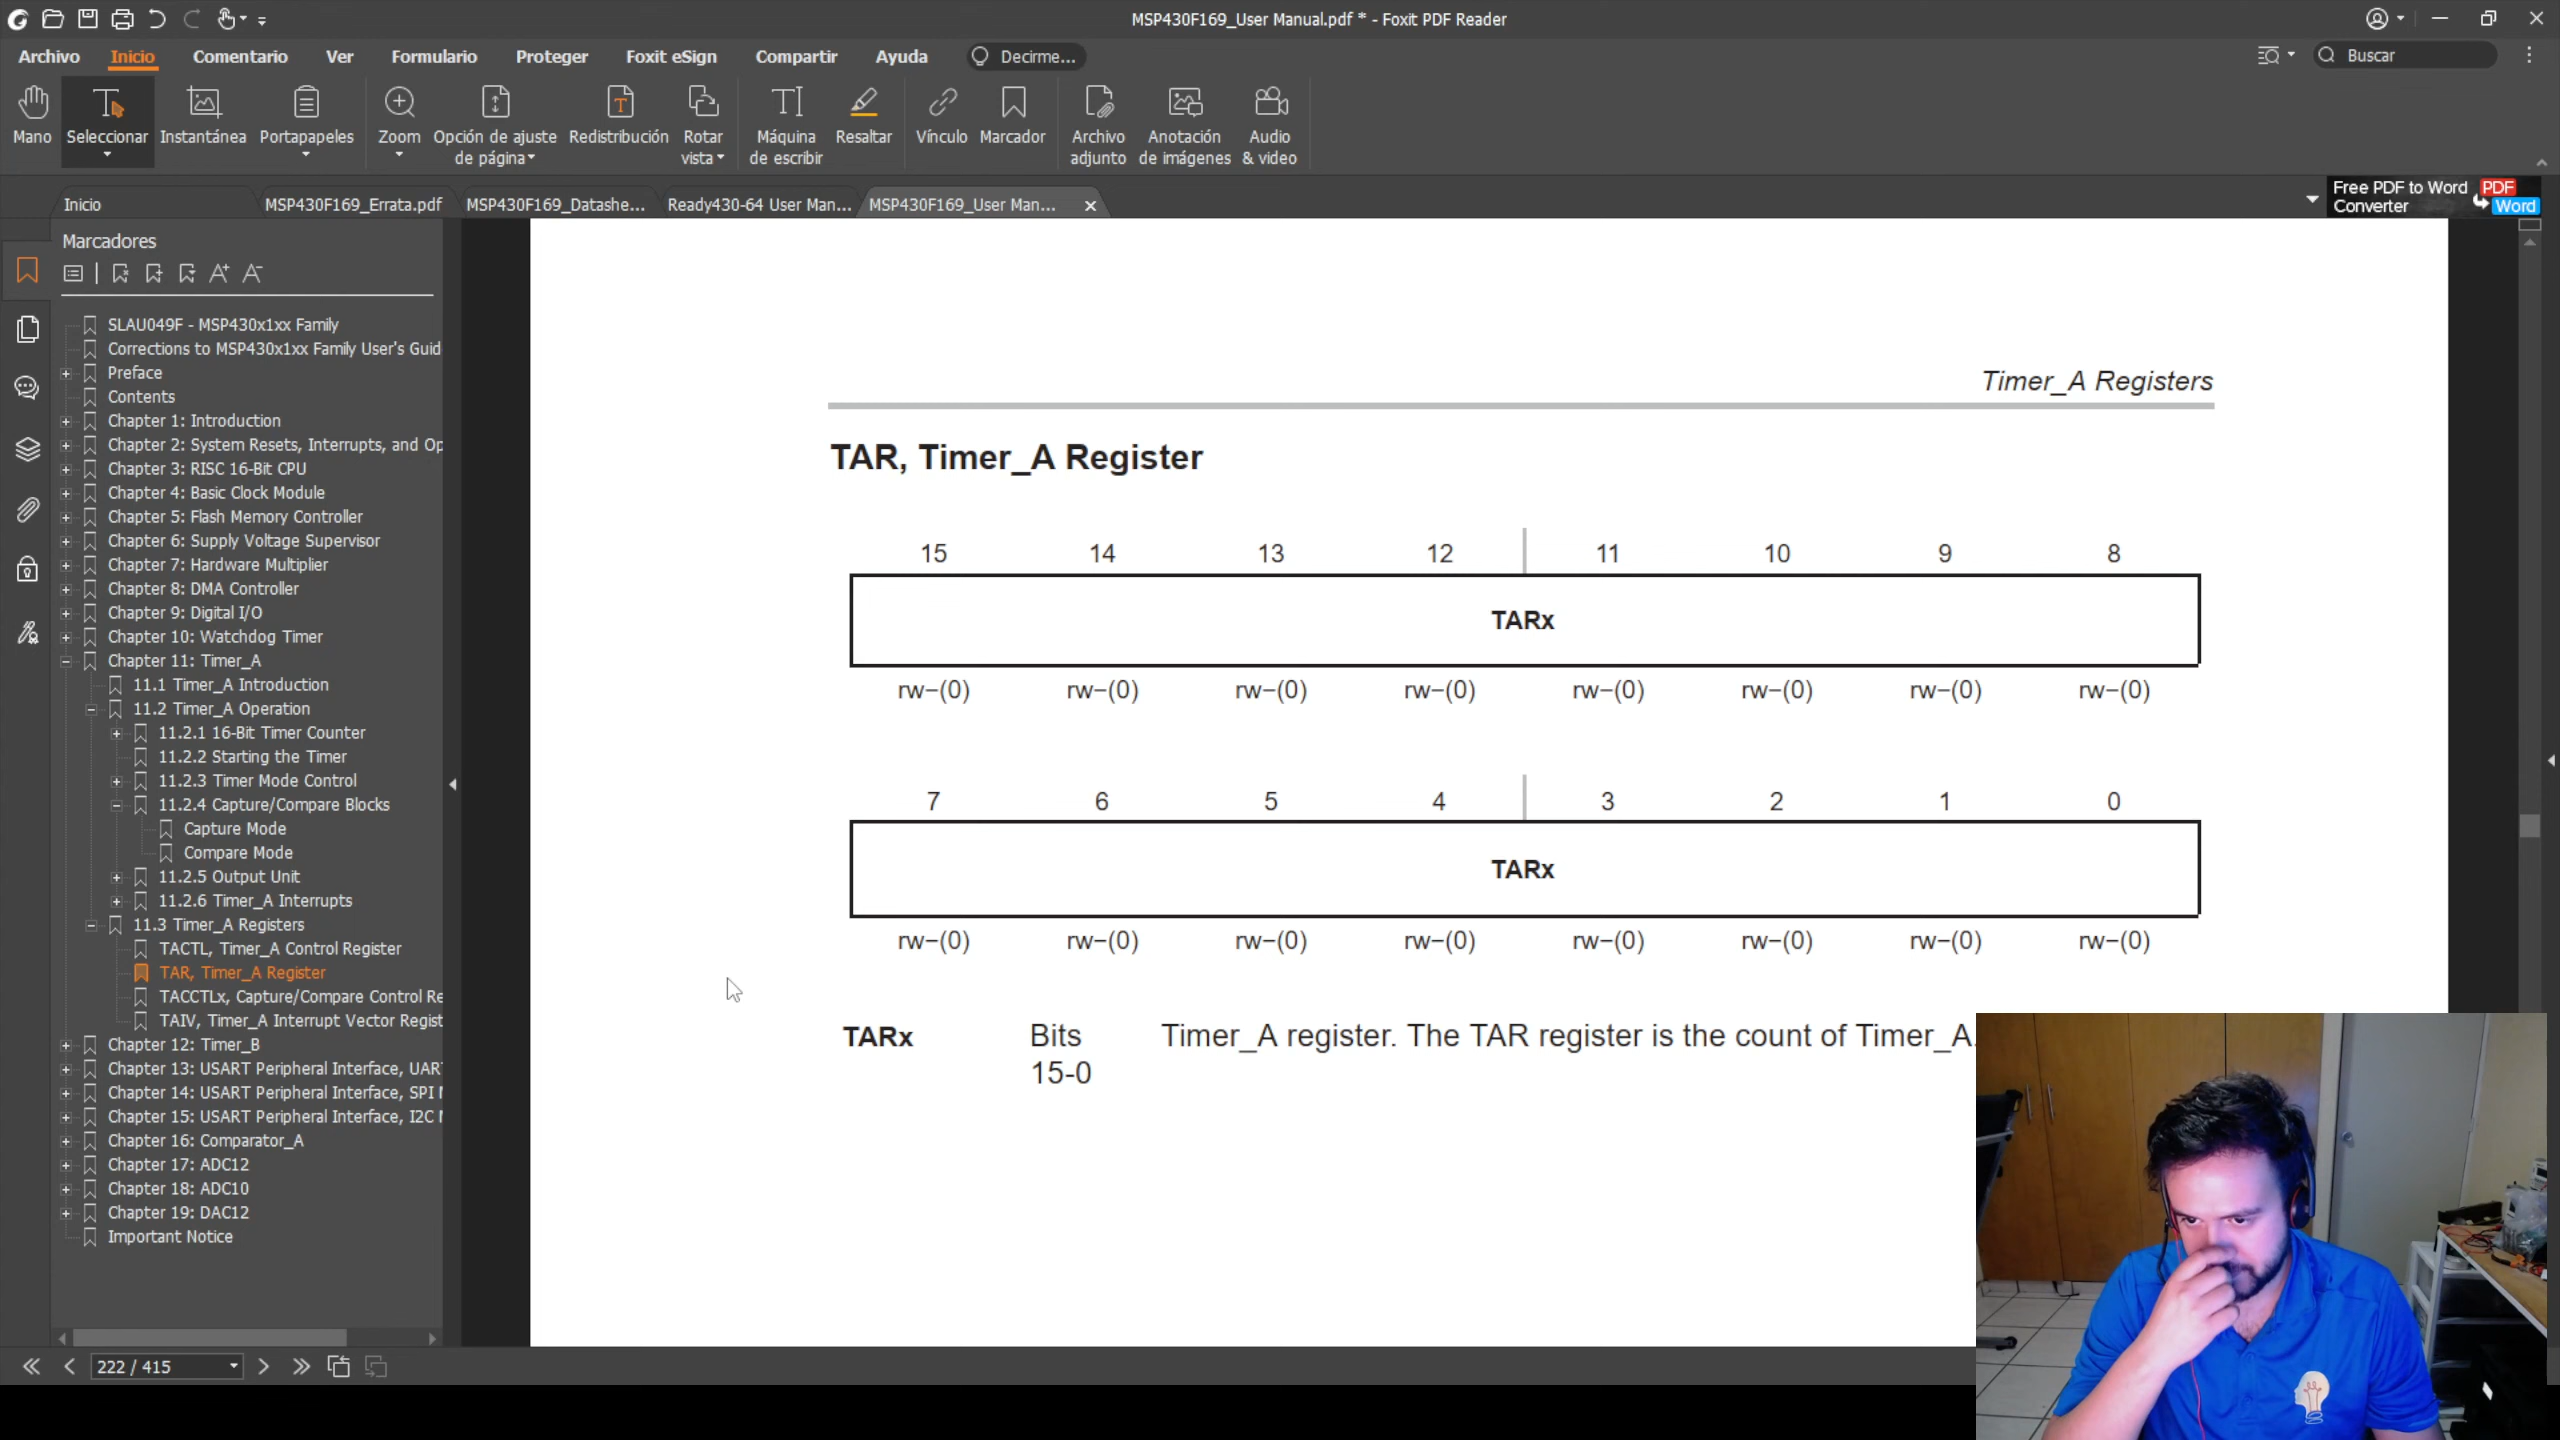 MSP430F169_User Manual.pdf * - Foxit PDF Reader
Archivo Inicio Comentario Ver Formulario Proteger Foxit eSign Compartir Ayuda Decirme... Buscar
Mano Seleccionar Instantánea Portapapeles Zoom Opción de ajuste de página Redistribución Rotar vista Máquina de escribir Resaltar Vínculo Marcador Archivo adjunto Anotación de imágenes Audio & video
Inicio MSP430F169_Errata.pdf MSP430F169_Datashe... Ready430-64 User Man... MSP430F169_User Man...
Free PDF to Word
Converter
PDF
Word
Marcadores
SLAU049F - MSP430x1xx Family
Corrections to MSP430x1xx Family User's Guid
Preface
Contents
Chapter 1: Introduction
Chapter 2: System Resets, Interrupts, and Op
Chapter 3: RISC 16-Bit CPU
Chapter 4: Basic Clock Module
Chapter 5: Flash Memory Controller
Chapter 6: Supply Voltage Supervisor
Chapter 7: Hardware Multiplier
Chapter 8: DMA Controller
Chapter 9: Digital I/O
Chapter 10: Watchdog Timer
Chapter 11: Timer_A
11.1 Timer_A Introduction
11.2 Timer_A Operation
11.2.1 16-Bit Timer Counter
11.2.2 Starting the Timer
11.2.3 Timer Mode Control
11.2.4 Capture/Compare Blocks
Capture Mode
Compare Mode
11.2.5 Output Unit
11.2.6 Timer_A Interrupts
11.3 Timer_A Registers
TACTL, Timer_A Control Register
TAR, Timer_A Register
TACCTLx, Capture/Compare Control Re
TAIV, Timer_A Interrupt Vector Regist
Chapter 12: Timer_B
Chapter 13: USART Peripheral Interface, UAR
Chapter 14: USART Peripheral Interface, SPI
Chapter 15: USART Peripheral Interface, I2C
Chapter 16: Comparator_A
Chapter 17: ADC12
Chapter 18: ADC10
Chapter 19: DAC12
Important Notice
222 / 415
Timer_A Registers
TAR, Timer_A Register
15 14 13 12 11 10 9 8
TARx
rw−(0) rw−(0) rw−(0) rw−(0) rw−(0) rw−(0) rw−(0) rw−(0)
7 6 5 4 3 2 1 0
TARx
rw−(0) rw−(0) rw−(0) rw−(0) rw−(0) rw−(0) rw−(0) rw−(0)
TARx Bits Timer_A register. The TAR register is the count of Timer_A.
15-0